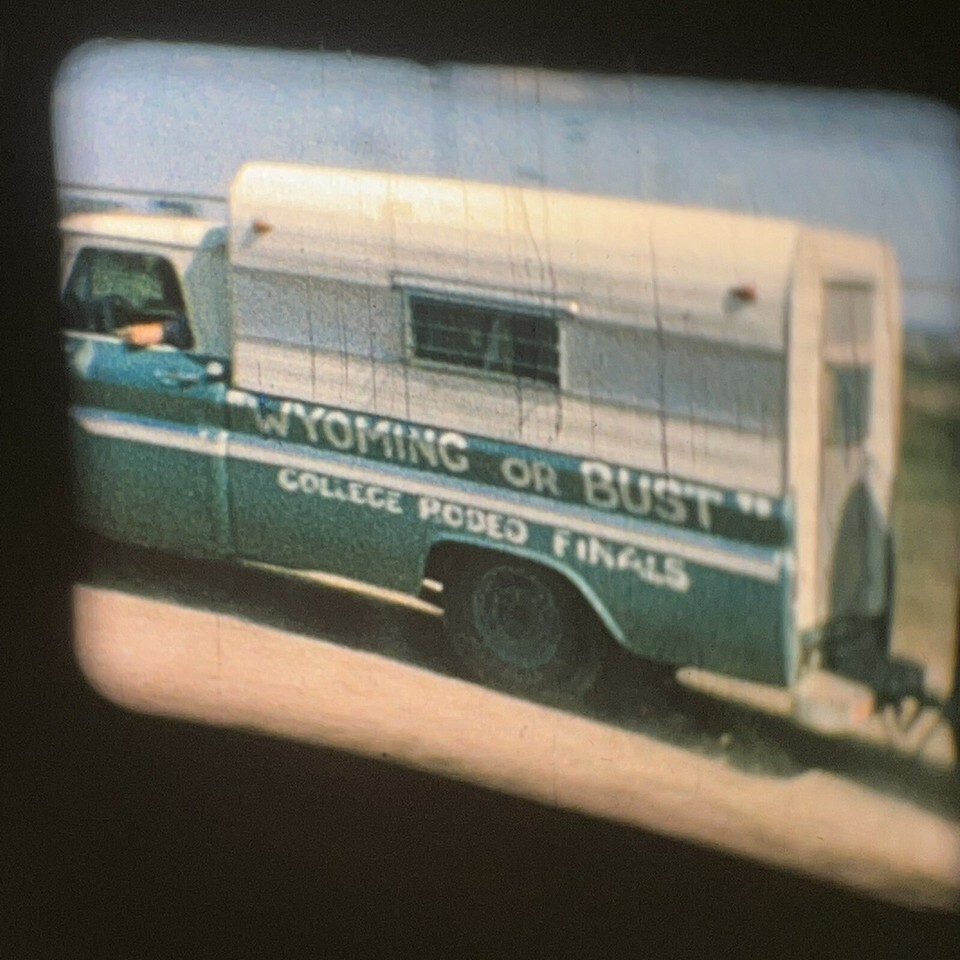 "WYOMING OR BUST"
COLLEGE RODEO FINALS